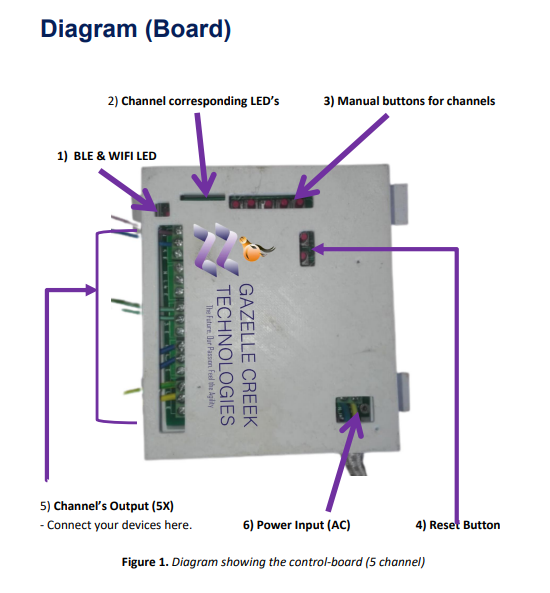 Diagram (Board)
2) Channel corresponding LED’s
3) Manual buttons for channels
1) BLE & WIFI LED
GAZELLE CREEK
TECHNOLOGIES
The Future. Our Passion. Feel the Agility
5) Channel’s Output (5X)
- Connect your devices here.
6) Power Input (AC)
4) Reset Button
Figure 1. Diagram showing the control-board (5 channel)